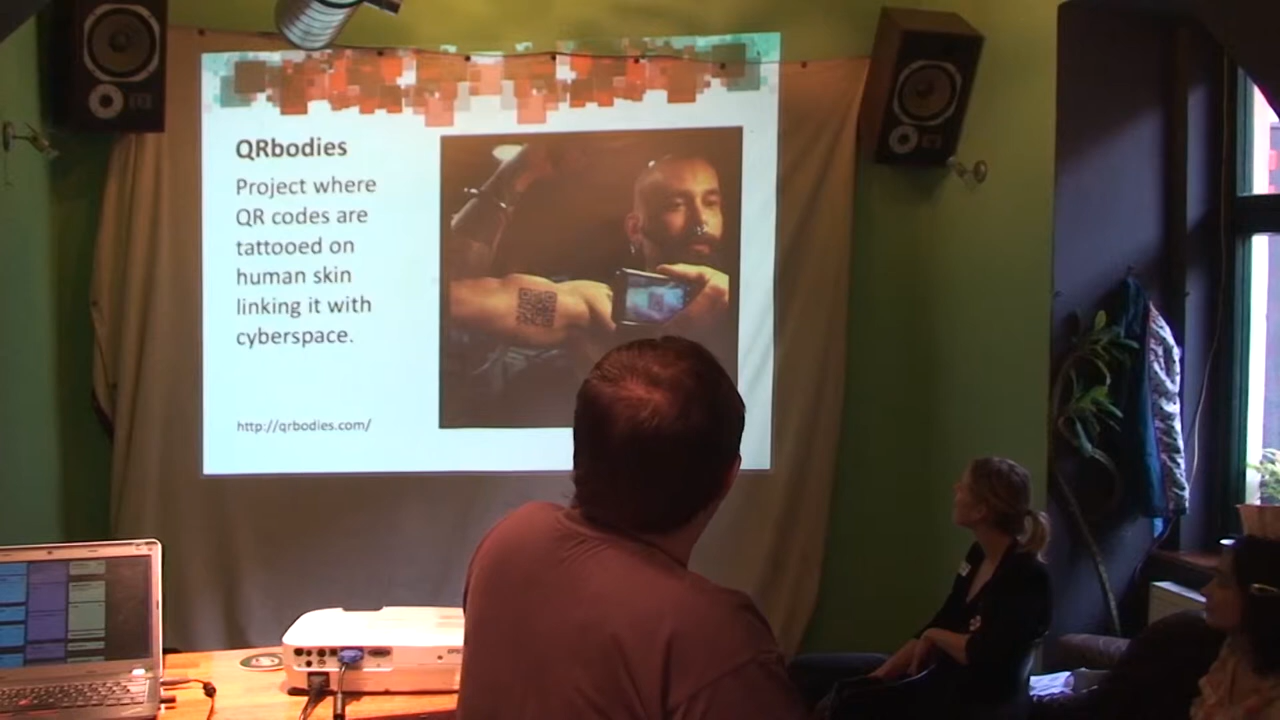 QRbodies
Project where
QR codes are
tattooed on
human skin
linking it with
cyberspace.
http://qrbodies.com/